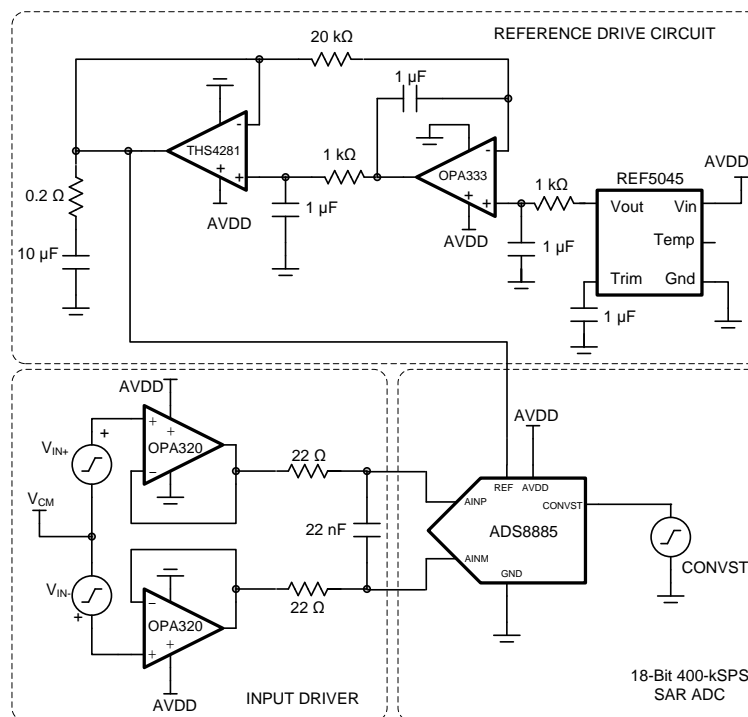 REFERENCE DRIVE CIRCUIT
20 kΩ
1 µF
-
THS4281
+
+
AVDD
1 kΩ
-
OPA333
+
+
AVDD
1 kΩ
REF5045
AVDD
Vout
Vin
Temp
Trim
Gnd
0.2 Ω
10 µF
1 µF
1 µF
1 µF
AVDD
+
VIN+
+
+
OPA320
−
22 Ω
VCM
22 nF
VIN-
+
−
OPA320
+
+
22 Ω
AVDD
INPUT DRIVER
AVDD
REF
AVDD
AINP
CONVST
ADS8885
AINM
GND
CONVST
18-Bit 400-kSPS
SAR ADC